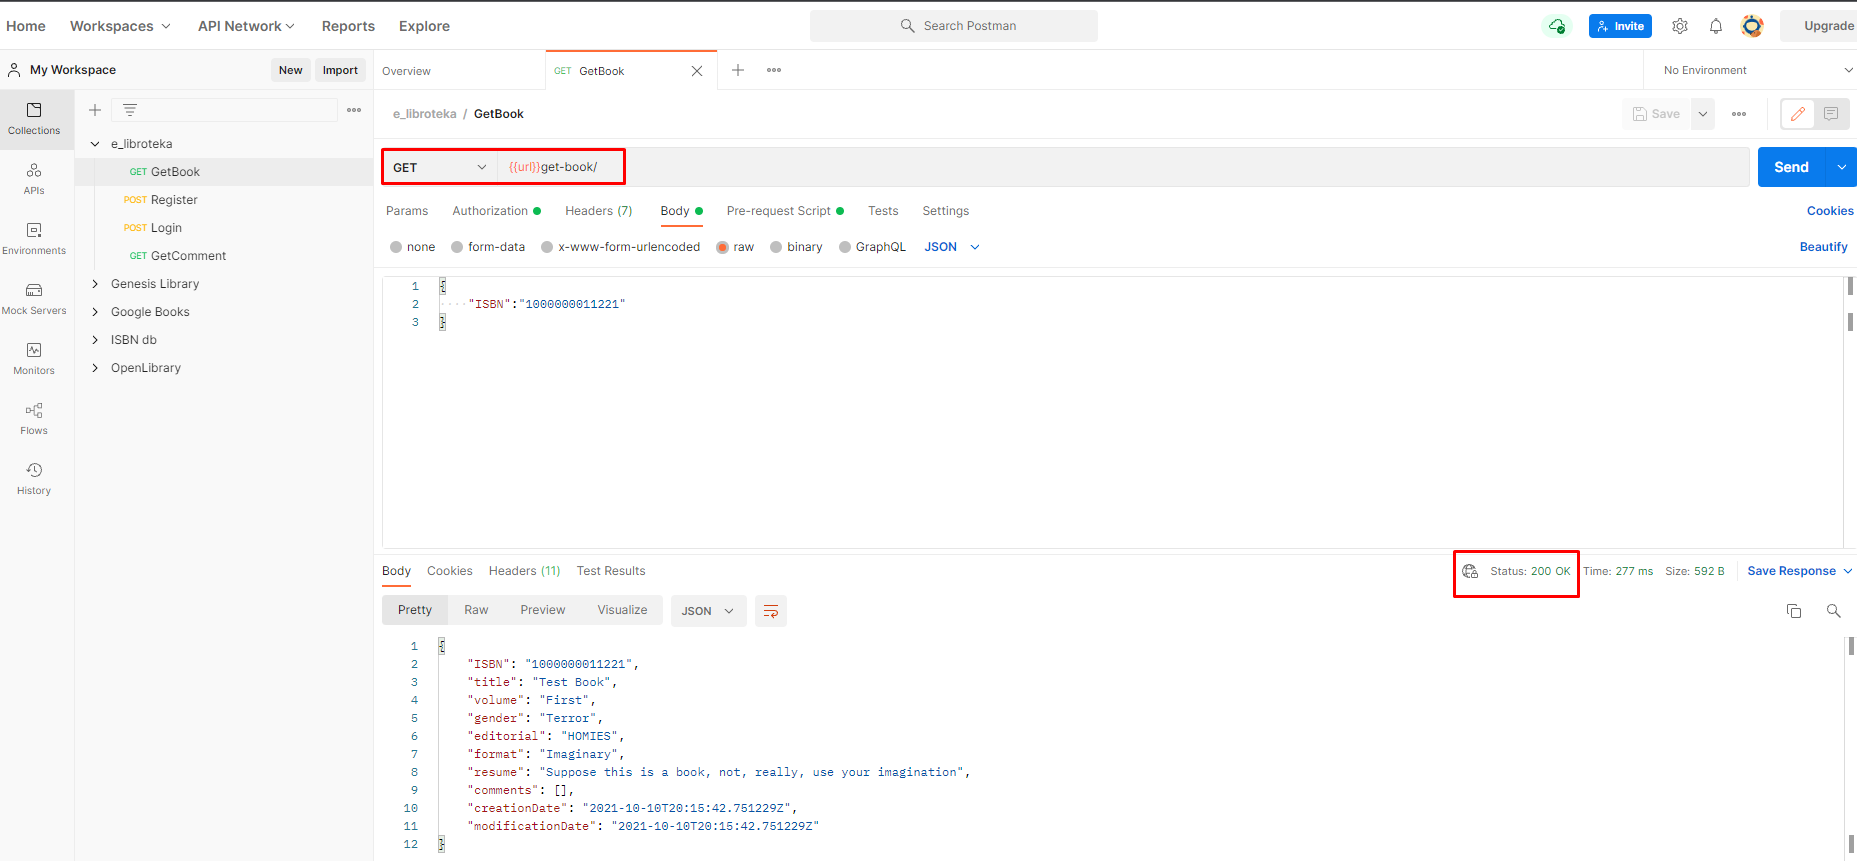 Home Workspaces API Network Reports Explore Search Postman Invite Upgrade
My Workspace New Import Overview GET GetBook No Environment
Collections
APIs
Environments
Mock Servers
Monitors
Flows
History
e_libroteka
GET GetBook
POST Register
POST Login
GET GetComment
Genesis Library
Google Books
ISBN db
OpenLibrary
e_libroteka / GetBook Save
GET {{url}}get-book/ Send
Params Authorization Headers (7) Body Pre-request Script Tests Settings Cookies
none form-data x-www-form-urlencoded raw binary GraphQL JSON Beautify
1 {
2 ····"ISBN":"1000000011221"
3 }
Body Cookies Headers (11) Test Results Status: 200 OK Time: 277 ms Size: 592 B Save Response
Pretty Raw Preview Visualize JSON
1 {
2 "ISBN": "1000000011221",
3 "title": "Test Book",
4 "volume": "First",
5 "gender": "Terror",
6 "editorial": "HOMIES",
7 "format": "Imaginary",
8 "resume": "Suppose this is a book, not, really, use your imagination",
9 "comments": [],
10 "creationDate": "2021-10-10T20:15:42.751229Z",
11 "modificationDate": "2021-10-10T20:15:42.751229Z"
12 }